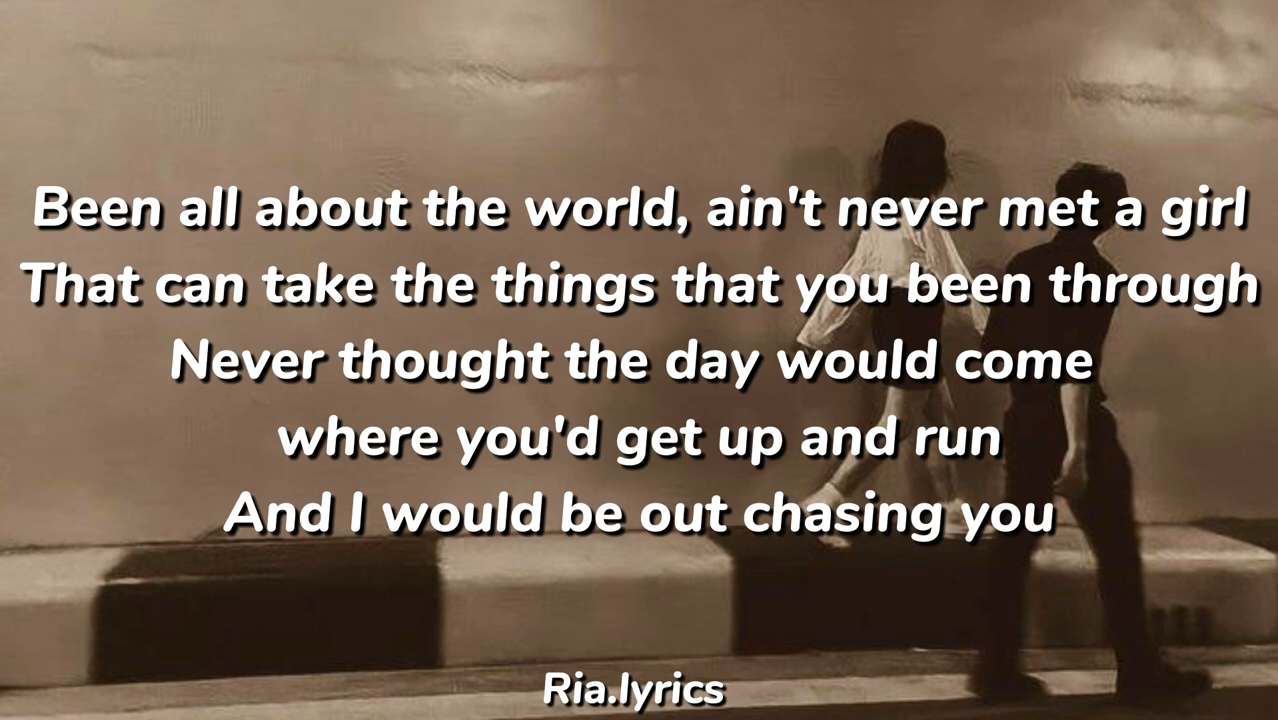 Been all about the world, ain't never met a girl
That can take the things that you been through
Never thought the day would come
where you'd get up and run
And I would be out chasing you
Ria.lyrics